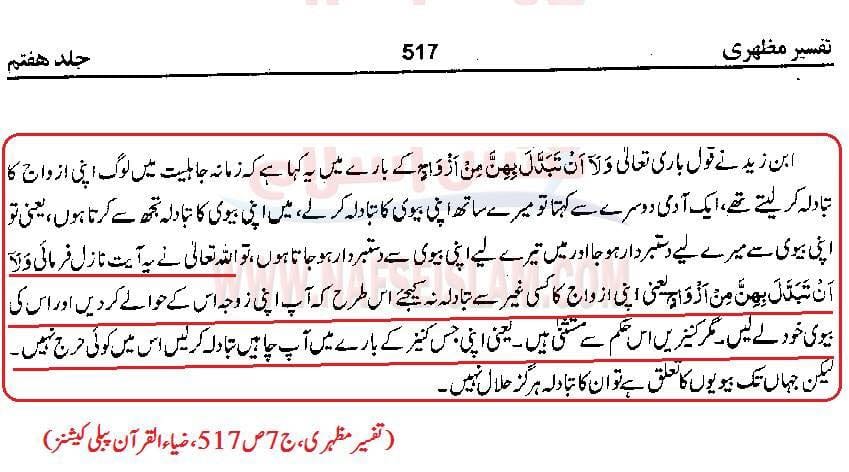 تفسیر مظہری 517 جلد ہفتم
ابن زید نے قول باری تعالیٰ وَلَآ اَنْ تَبَدَّلَ بِهِنَّ مِنْ اَزْوَاجٍ کے بارے میں یہ کہا ہے کہ زمانہ جاہلیت میں لوگ اپنی ازواج کا
تبادلہ کر لیتے تھے، ایک آدمی دوسرے سے کہتا تو میرے ساتھ اپنی بیوی کا تبادلہ کر لے، میں اپنی بیوی کا تبادلہ تجھ سے کرتا ہوں، یعنی تو
اپنی بیوی سے میرے لیے دستبردار ہو جا اور میں تیرے لیے اپنی بیوی سے دستبردار ہو جاتا ہوں، تو اللہ تعالیٰ نے یہ آیت نازل فرمائی وَلَآ
اَنْ تَبَدَّلَ بِهِنَّ مِنْ اَزْوَاجٍ یعنی اپنی ازواج کا کسی غیر سے تبادلہ نہ کیجئے اس طرح کہ آپ اپنی زوجہ اس کے حوالے کر دیں اور اس کی
بیوی خود لے لیں۔ مگر کنیزیں اس حکم سے مستثنیٰ ہیں۔ یعنی اپنی جس کنیز کے بارے میں آپ چاہیں تبادلہ کر لیں اس میں کوئی حرج نہیں۔
لیکن جہاں تک بیویوں کا تعلق ہے تو ان کا تبادلہ ہرگز حلال نہیں۔
(تفسیر مظہری، ج7ص517، ضیاء القرآن پبلی کیشنز)
WWW.NAFSEISLAM.COM